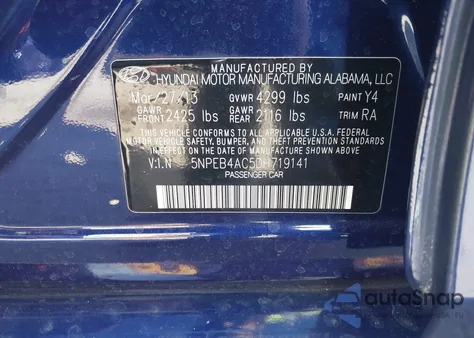 MANUFACTURED BY
HYUNDAI MOTOR MANUFACTURING ALABAMA, LLC
Mar/27/13 GVWR 4299 lbs PAINT Y4
GAWR FRONT 2425 lbs GAWR REAR 2116 lbs TRIM RA
THIS VEHICLE CONFORMS TO ALL APPLICABLE U.S. FEDERAL
MOTOR VEHICLE SAFETY, BUMPER, AND THEFT PREVENTION
STANDARDS IN EFFECT ON THE DATE OF MANUFACTURE SHOWN ABOVE.
V.I.N 5NPEB4AC5DH719141
PASSENGER CAR
autoSnap